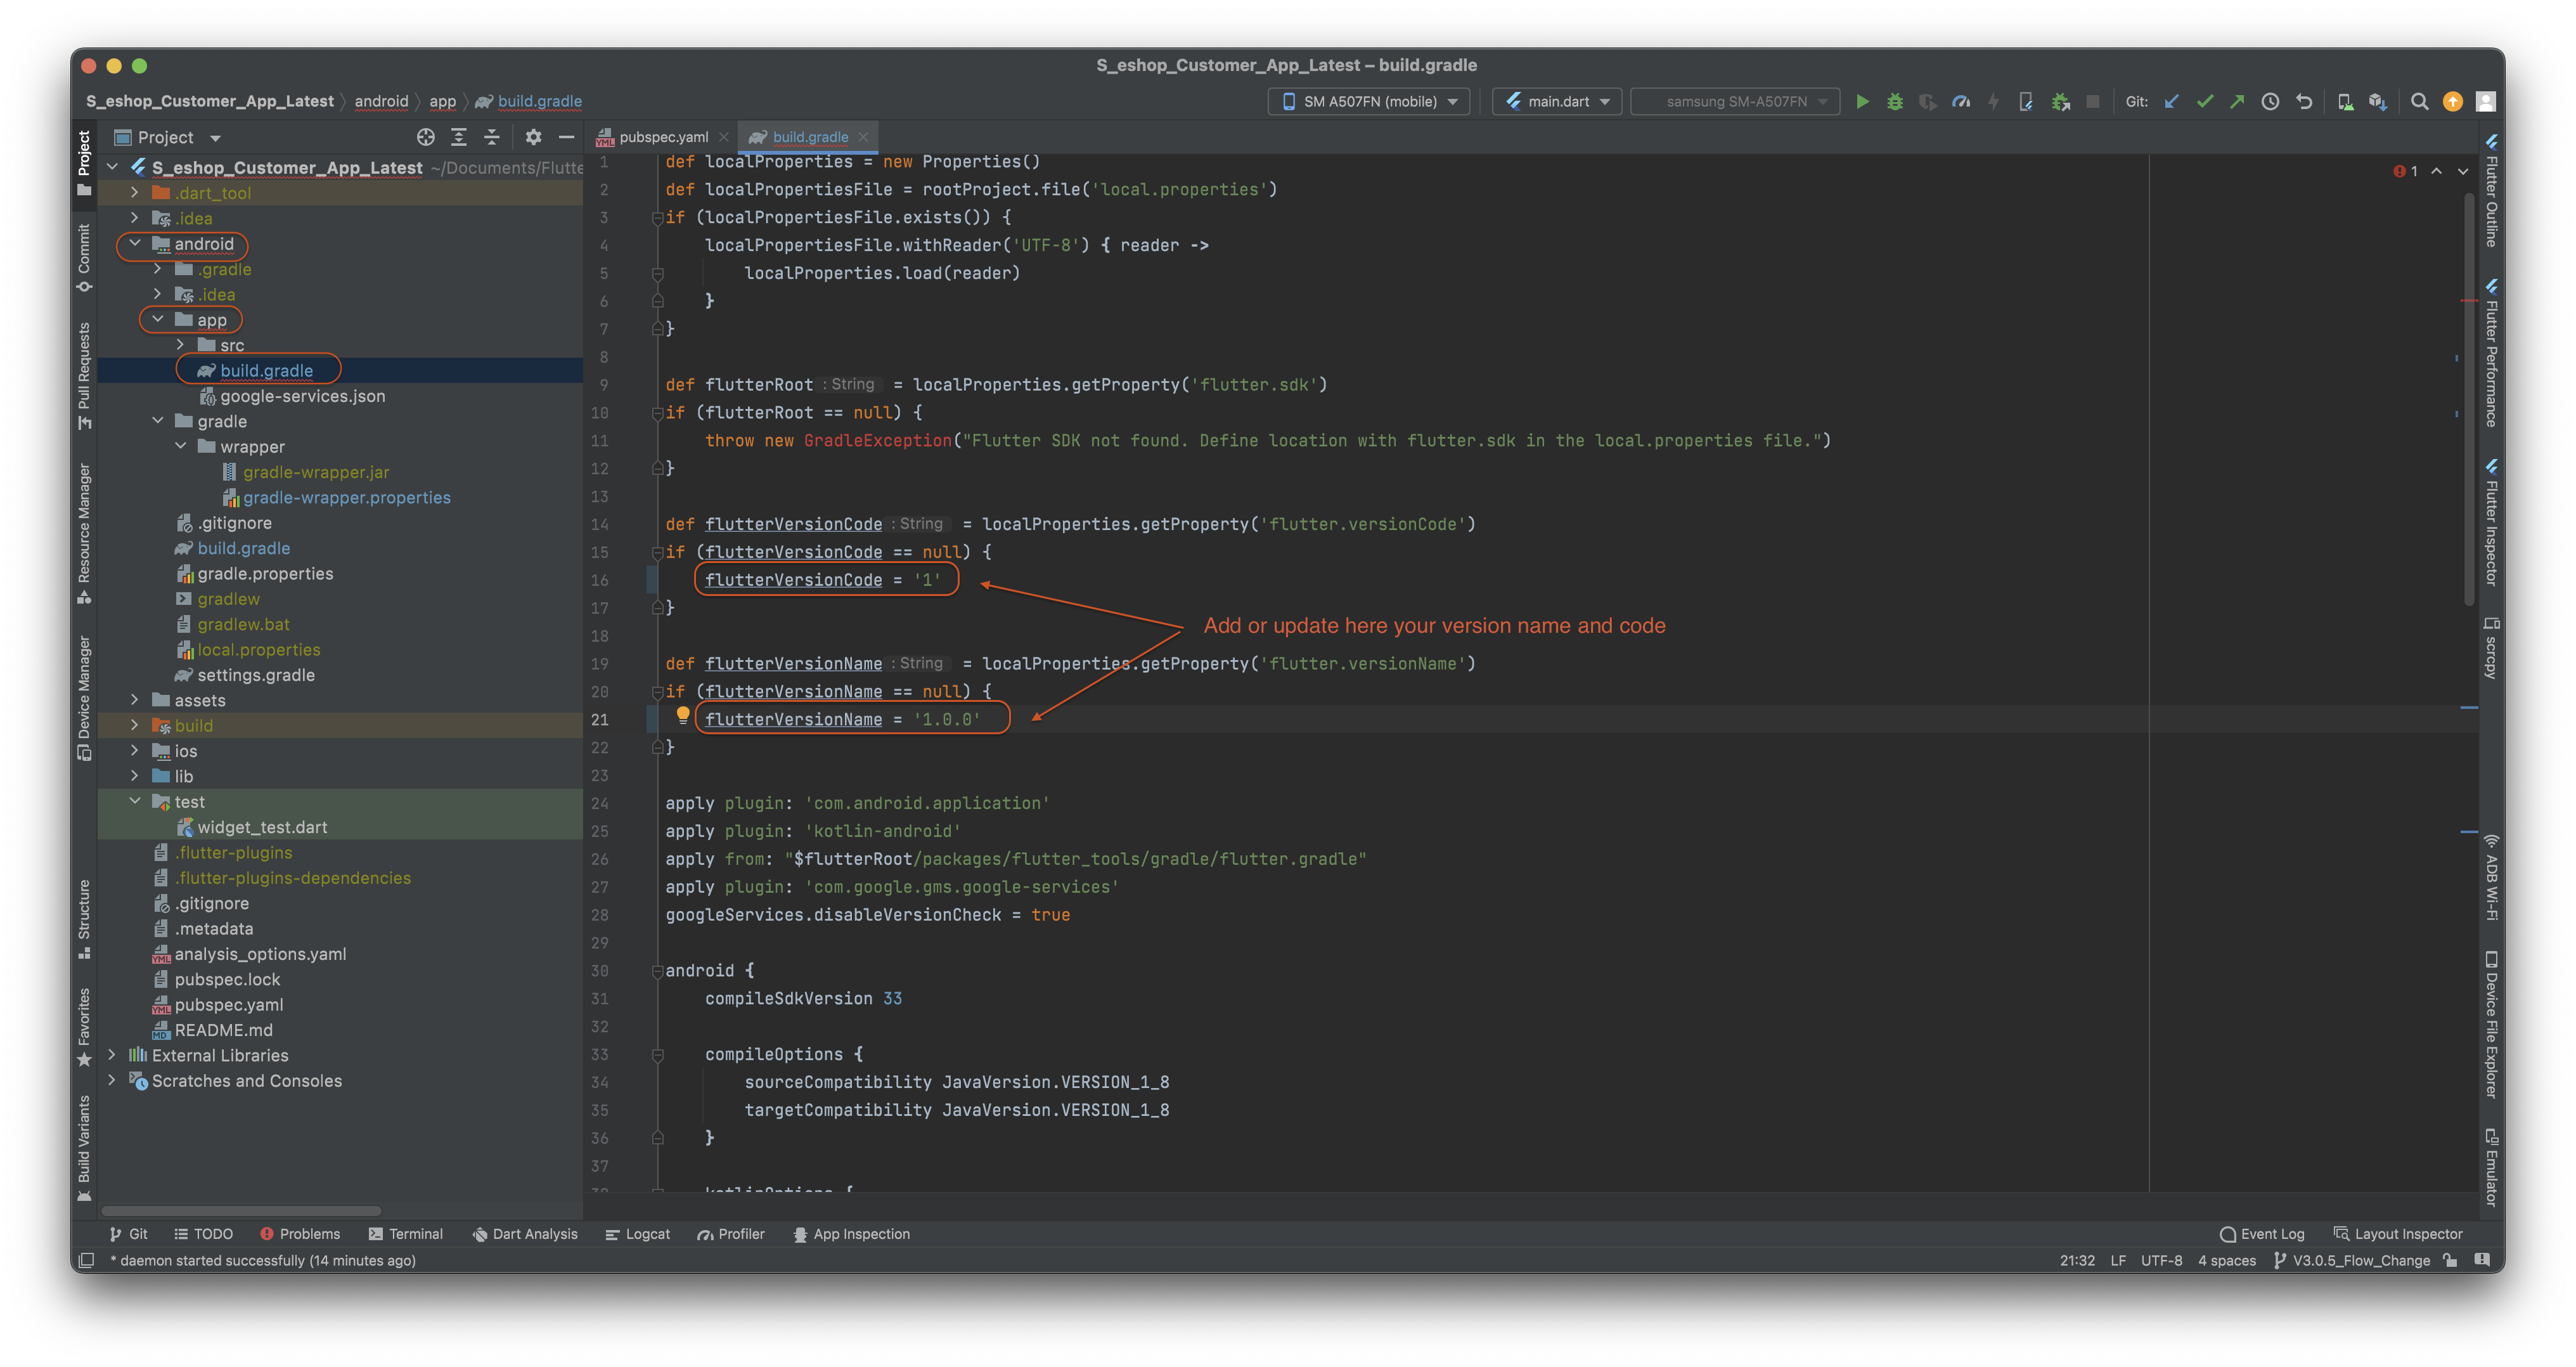 S_eshop_Customer_App_Latest – build.gradle
S_eshop_Customer_App_Latest
android
app
build.gradle
SM A507FN (mobile)
main.dart
samsung SM-A507FN
Git:
Project
pubspec.yaml
build.gradle
Project
Commit
Pull Requests
Resource Manager
Device Manager
Structure
Favorites
Build Variants
S_eshop_Customer_App_Latest ~/Documents/Flutte
.dart_tool
.idea
android
.gradle
.idea
app
src
build.gradle
google-services.json
gradle
wrapper
gradle-wrapper.jar
gradle-wrapper.properties
.gitignore
build.gradle
gradle.properties
gradlew
gradlew.bat
local.properties
settings.gradle
assets
build
ios
lib
test
widget_test.dart
.flutter-plugins
.flutter-plugins-dependencies
.gitignore
.metadata
analysis_options.yaml
pubspec.lock
pubspec.yaml
README.md
External Libraries
Scratches and Consoles
1 def localProperties = new Properties()
2 def localPropertiesFile = rootProject.file('local.properties')
3 if (localPropertiesFile.exists()) {
4 localPropertiesFile.withReader('UTF-8') { reader ->
5 localProperties.load(reader)
6 }
7 }
8
9 def flutterRoot : String = localProperties.getProperty('flutter.sdk')
10 if (flutterRoot == null) {
11 throw new GradleException("Flutter SDK not found. Define location with flutter.sdk in the local.properties file.")
12 }
13
14 def flutterVersionCode : String = localProperties.getProperty('flutter.versionCode')
15 if (flutterVersionCode == null) {
16 flutterVersionCode = '1'
17 }
18
Add or update here your version name and code
19 def flutterVersionName : String = localProperties.getProperty('flutter.versionName')
20 if (flutterVersionName == null) {
21 flutterVersionName = '1.0.0'
22 }
23
24 apply plugin: 'com.android.application'
25 apply plugin: 'kotlin-android'
26 apply from: "$flutterRoot/packages/flutter_tools/gradle/flutter.gradle"
27 apply plugin: 'com.google.gms.google-services'
28 googleServices.disableVersionCheck = true
29
30 android {
31 compileSdkVersion 33
32
33 compileOptions {
34 sourceCompatibility JavaVersion.VERSION_1_8
35 targetCompatibility JavaVersion.VERSION_1_8
36 }
37
1
Flutter Outline
Flutter Performance
Flutter Inspector
scrcpy
ADB Wi-Fi
Device File Explorer
Emulator
Git
TODO
Problems
Terminal
Dart Analysis
Logcat
Profiler
App Inspection
Event Log
Layout Inspector
* daemon started successfully (14 minutes ago)
21:32
LF
UTF-8
4 spaces
V3.0.5_Flow_Change